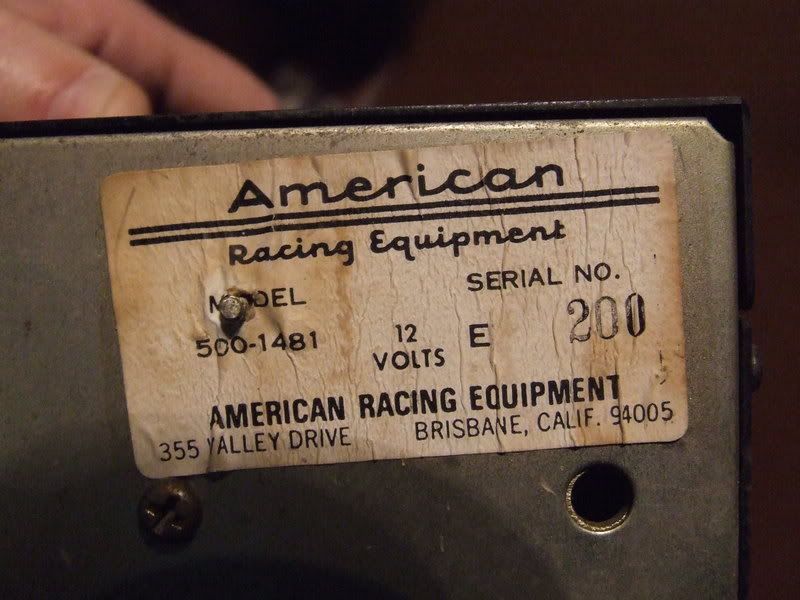 American
Racing Equipment
MODEL SERIAL NO.
500-1481 12 VOLTS E 200
AMERICAN RACING EQUIPMENT
355 VALLEY DRIVE BRISBANE, CALIF. 94005